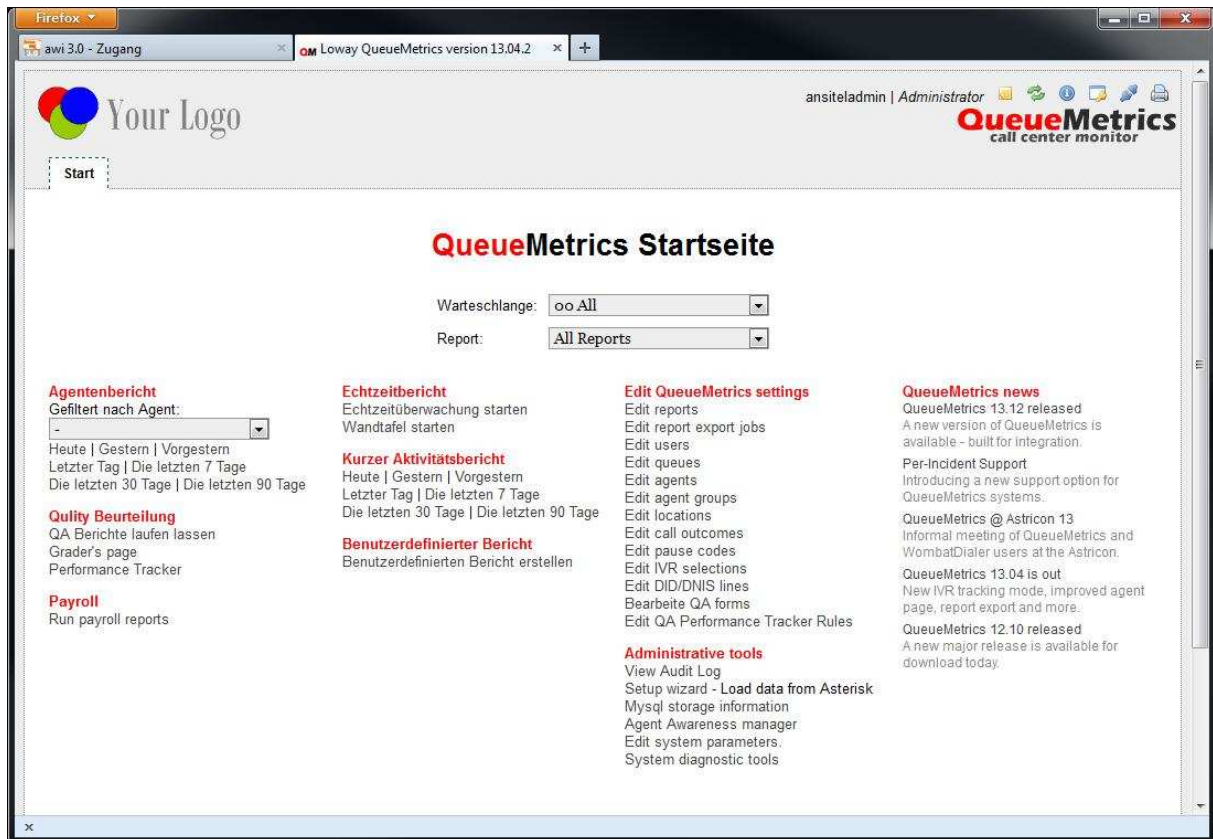 Firefox
awi 3.0 - Zugang
QM Loway QueueMetrics version 13.04.2
Your Logo
ansiteladmin | Administrator
QueueMetrics
call center monitor
Start
QueueMetrics Startseite
Warteschlange: 00 All
Report: All Reports
Agentenbericht
Gefiltert nach Agent:
-
Heute | Gestern | Vorgestern
Letzter Tag | Die letzten 7 Tage
Die letzten 30 Tage | Die letzten 90 Tage
Qulity Beurteilung
QA Berichte laufen lassen
Grader's page
Performance Tracker
Payroll
Run payroll reports
Echtzeitbericht
Echtzeitüberwachung starten
Wandtafel starten
Kurzer Aktivitätsbericht
Heute | Gestern | Vorgestern
Letzter Tag | Die letzten 7 Tage
Die letzten 30 Tage | Die letzten 90 Tage
Benutzerdefinierter Bericht
Benutzerdefinierten Bericht erstellen
Edit QueueMetrics settings
Edit reports
Edit report export jobs
Edit users
Edit queues
Edit agents
Edit agent groups
Edit locations
Edit call outcomes
Edit pause codes
Edit IVR selections
Edit DID/DNIS lines
Bearbeite QA forms
Edit QA Performance Tracker Rules
Administrative tools
View Audit Log
Setup wizard - Load data from Asterisk
Mysql storage information
Agent Awareness manager
Edit system parameters.
System diagnostic tools
QueueMetrics news
QueueMetrics 13.12 released
A new version of QueueMetrics is
available - built for integration.
Per-Incident Support
Introducing a new support option for
QueueMetrics systems.
QueueMetrics @ Astricon 13
Informal meeting of QueueMetrics and
WombatDialer users at the Astricon.
QueueMetrics 13.04 is out
New IVR tracking mode, improved agent
page, report export and more.
QueueMetrics 12.10 released
A new major release is available for
download today.